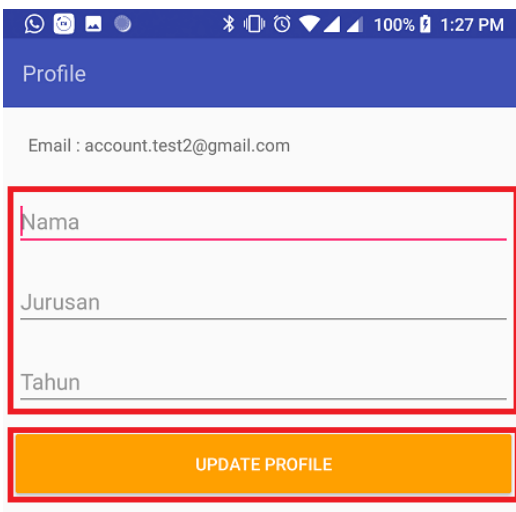 100% 1:27 PM
Profile
Email : account.test2@gmail.com
Nama
Jurusan
Tahun
UPDATE PROFILE